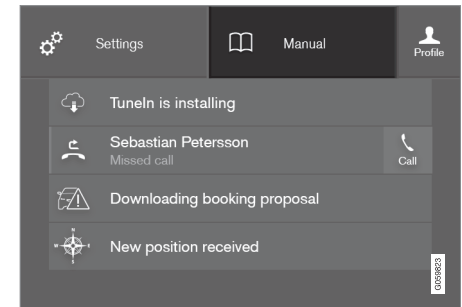 Settings
Manual
Profile
TuneIn is installing
Sebastian Petersson
Missed call
Call
Downloading booking proposal
New position received
G059823